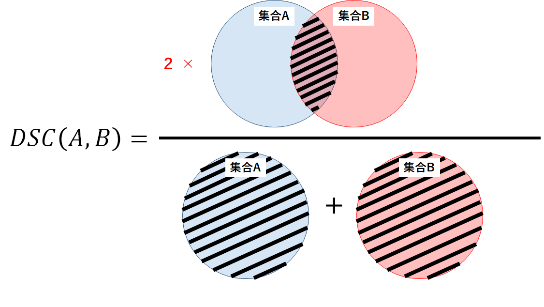 集合A 集合B
2 ×
DSC(A, B) =
集合A + 集合B